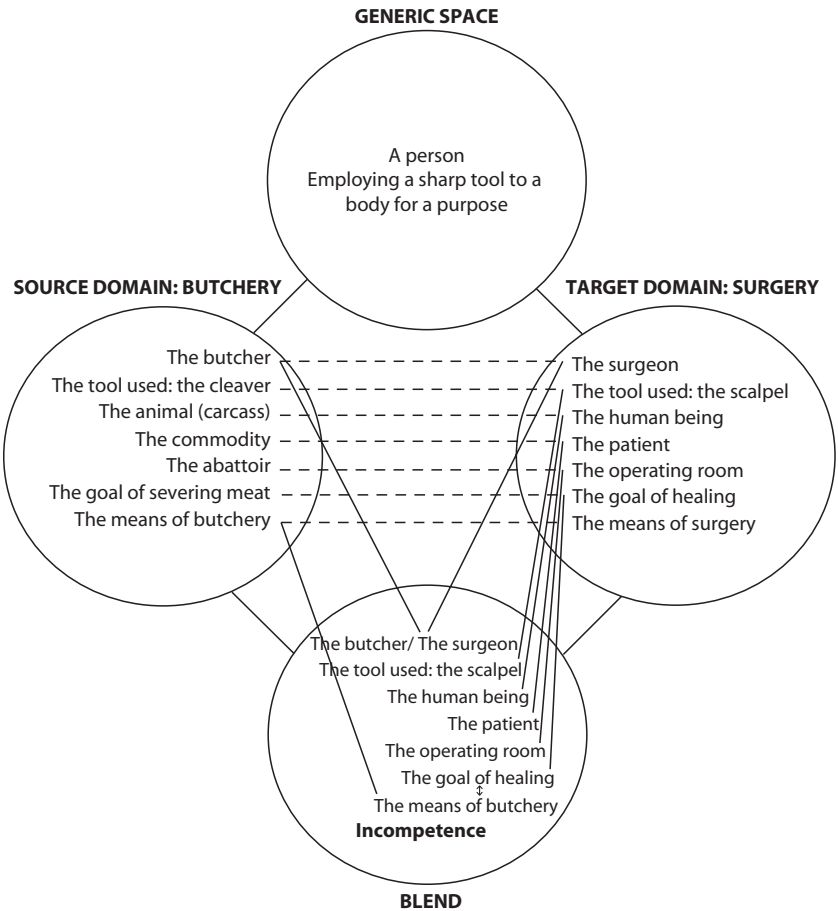 GENERIC SPACE
A person
Employing a sharp tool to a
body for a purpose
SOURCE DOMAIN: BUTCHERY
The butcher
The tool used: the cleaver
The animal (carcass)
The commodity
The abattoir
The goal of severing meat
The means of butchery
TARGET DOMAIN: SURGERY
The surgeon
The tool used: the scalpel
The human being
The patient
The operating room
The goal of healing
The means of surgery
The butcher/ The surgeon
The tool used: the scalpel
The human being
The patient
The operating room
The goal of healing
The means of butchery
Incompetence
BLEND